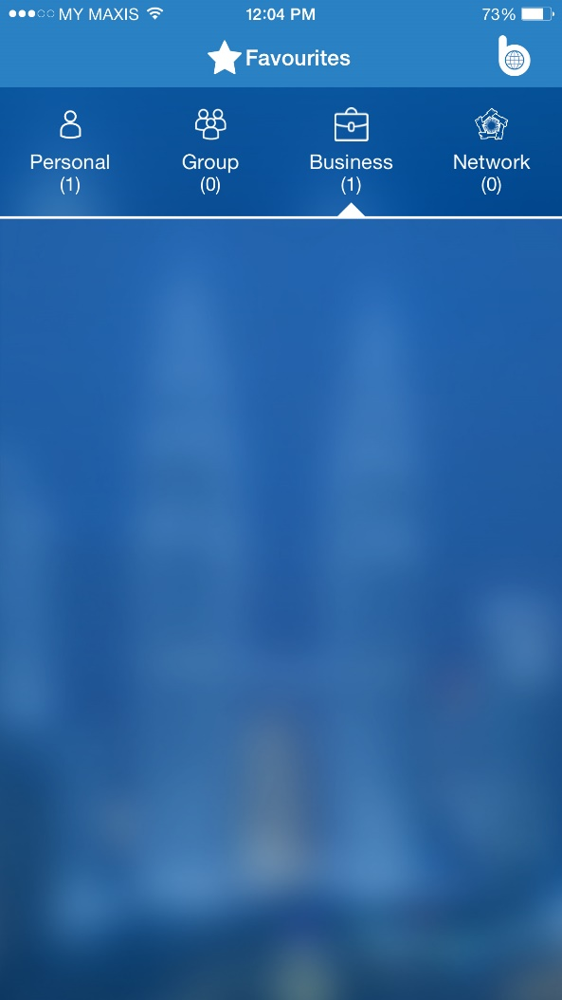 MY MAXIS 12:04 PM 73%
Favourites
Personal Group Business Network
(1) (0) (1) (0)